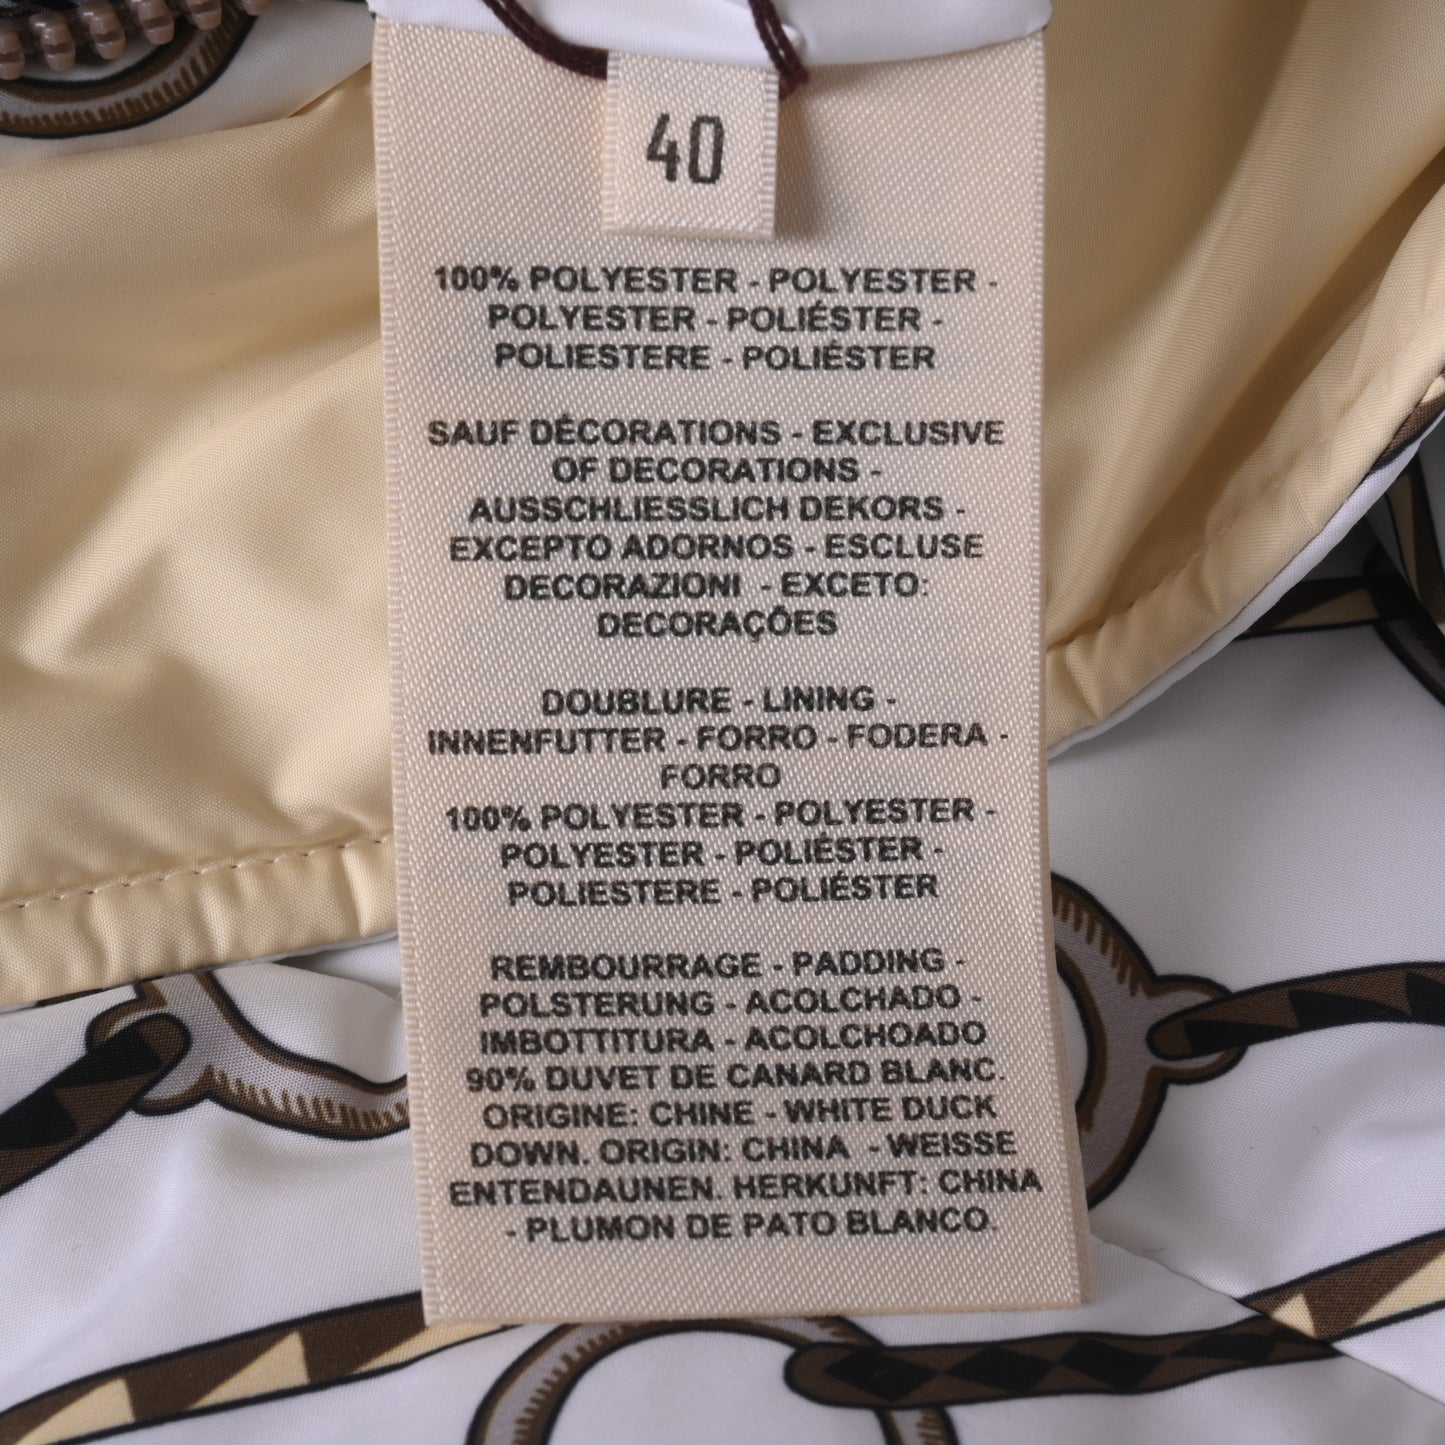 40
100% POLYESTER - POLYESTER -
POLYESTER - POLIÉSTER -
POLIESTERE - POLIÉSTER
SAUF DÉCORATIONS - EXCLUSIVE
OF DECORATIONS -
AUSSCHLIESSLICH DEKORS -
EXCEPTO ADORNOS - ESCLUSE
DECORAZIONI - EXCETO:
DECORAÇÕES
DOUBLURE - LINING -
INNENFUTTER - FORRO - FODERA -
FORRO
100% POLYESTER - POLYESTER -
POLYESTER - POLIÉSTER -
POLIESTERE - POLIÉSTER
REMBOURRAGE - PADDING -
POLSTERUNG - ACOLCHADO -
IMBOTTITURA - ACOLCHOADO
90% DUVET DE CANARD BLANC.
ORIGINE: CHINE - WHITE DUCK
DOWN. ORIGIN: CHINA - WEISSE
ENTENDAUNEN. HERKUNFT: CHINA
- PLUMON DE PATO BLANCO.